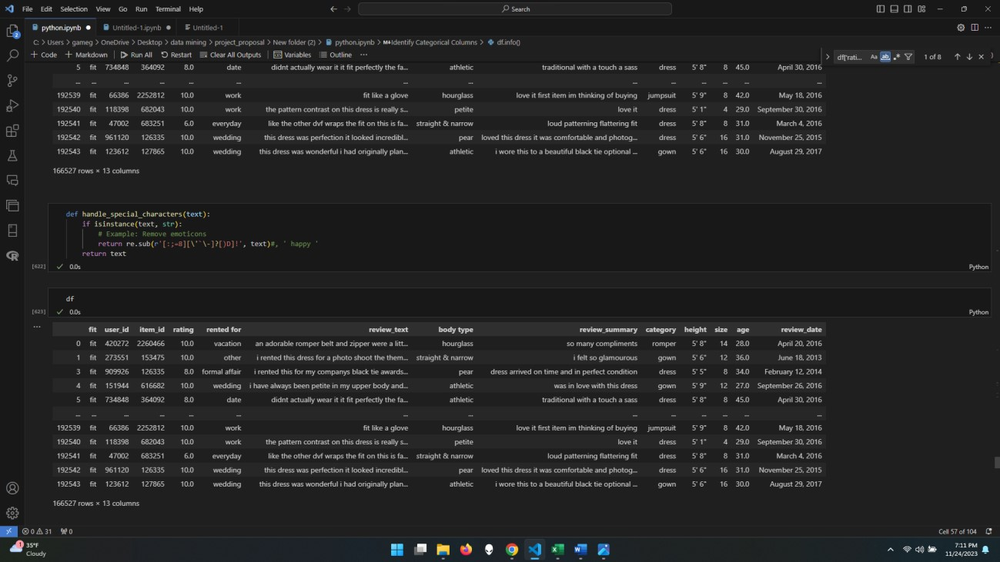 File Edit Selection View Go Run Terminal Help Search
python.ipynb Untitled-1.ipynb Untitled-1
C: > Users > gameg > OneDrive > Desktop > data mining > project_proposal > New folder (2) > python.ipynb > M↓Identify Categorical Columns > df.info()
+ Code + Markdown Run All Restart Clear All Outputs Variables Outline ...
df['rati... Aa ab .* 1 of 8
5 fit 734848 364092 8.0 date didnt actually wear it it fit perfectly the fa... athletic traditional with a touch a sass dress 5' 8" 8 45.0 April 30, 2016
... ... ... ... ... ... ... ... ... ... ... ... ... ...
192539 fit 66386 2252812 10.0 work fit like a glove hourglass love it first item im thinking of buying jumpsuit 5' 9" 8 42.0 May 18, 2016
192540 fit 118398 682043 10.0 work the pattern contrast on this dress is really s... petite love it dress 5' 1" 4 29.0 September 30, 2016
192541 fit 47002 683251 6.0 everyday like the other dvf wraps the fit on this is fa... straight & narrow loud patterning flattering fit dress 5' 8" 8 31.0 March 4, 2016
192542 fit 961120 126335 10.0 wedding this dress was perfection it looked incredibl... pear loved this dress it was comfortable and photog... dress 5' 6" 16 31.0 November 25, 2015
192543 fit 123612 127865 10.0 wedding this dress was wonderful i had originally plan... athletic i wore this to a beautiful black tie optional ... gown 5' 6" 16 30.0 August 29, 2017
166527 rows × 13 columns
def handle_special_characters(text):
if isinstance(text, str):
# Example: Remove emoticons
return re.sub(r'[:;=8][\'`\-]?[)D]!', text)#, ' happy '
return text
[622] ✓ 0.0s Python
df
[623] ✓ 0.0s Python
...
fit user_id item_id rating rented for review_text body type review_summary category height size age review_date
0 fit 420272 2260466 10.0 vacation an adorable romper belt and zipper were a litt... hourglass so many compliments romper 5' 8" 14 28.0 April 20, 2016
1 fit 273551 153475 10.0 other i rented this dress for a photo shoot the them... straight & narrow i felt so glamourous gown 5' 6" 12 36.0 June 18, 2013
3 fit 909926 126335 8.0 formal affair i rented this for my companys black tie awards... pear dress arrived on time and in perfect condition dress 5' 5" 8 34.0 February 12, 2014
4 fit 151944 616682 10.0 wedding i have always been petite in my upper body and... athletic was in love with this dress gown 5' 9" 12 27.0 September 26, 2016
5 fit 734848 364092 8.0 date didnt actually wear it it fit perfectly the fa... athletic traditional with a touch a sass dress 5' 8" 8 45.0 April 30, 2016
... ... ... ... ... ... ... ... ... ... ... ... ... ...
192539 fit 66386 2252812 10.0 work fit like a glove hourglass love it first item im thinking of buying jumpsuit 5' 9" 8 42.0 May 18, 2016
192540 fit 118398 682043 10.0 work the pattern contrast on this dress is really s... petite love it dress 5' 1" 4 29.0 September 30, 2016
192541 fit 47002 683251 6.0 everyday like the other dvf wraps the fit on this is fa... straight & narrow loud patterning flattering fit dress 5' 8" 8 31.0 March 4, 2016
192542 fit 961120 126335 10.0 wedding this dress was perfection it looked incredibl... pear loved this dress it was comfortable and photog... dress 5' 6" 16 31.0 November 25, 2015
192543 fit 123612 127865 10.0 wedding this dress was wonderful i had originally plan... athletic i wore this to a beautiful black tie optional ... gown 5' 6" 16 30.0 August 29, 2017
166527 rows × 13 columns
0 31 0 Cell 57 of 104
35°F
Cloudy
7:11 PM
11/24/2023